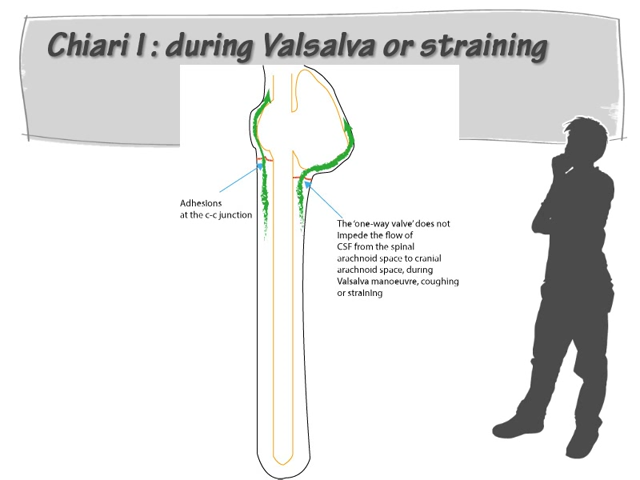 Chiari I : during Valsalva or straining
Adhesions
at the c-c junction
The 'one-way valve' does not
impede the flow of
CSF from the spinal
arachnoid space to cranial
arachnoid space, during
Valsalva manoeuvre, coughing
or straining